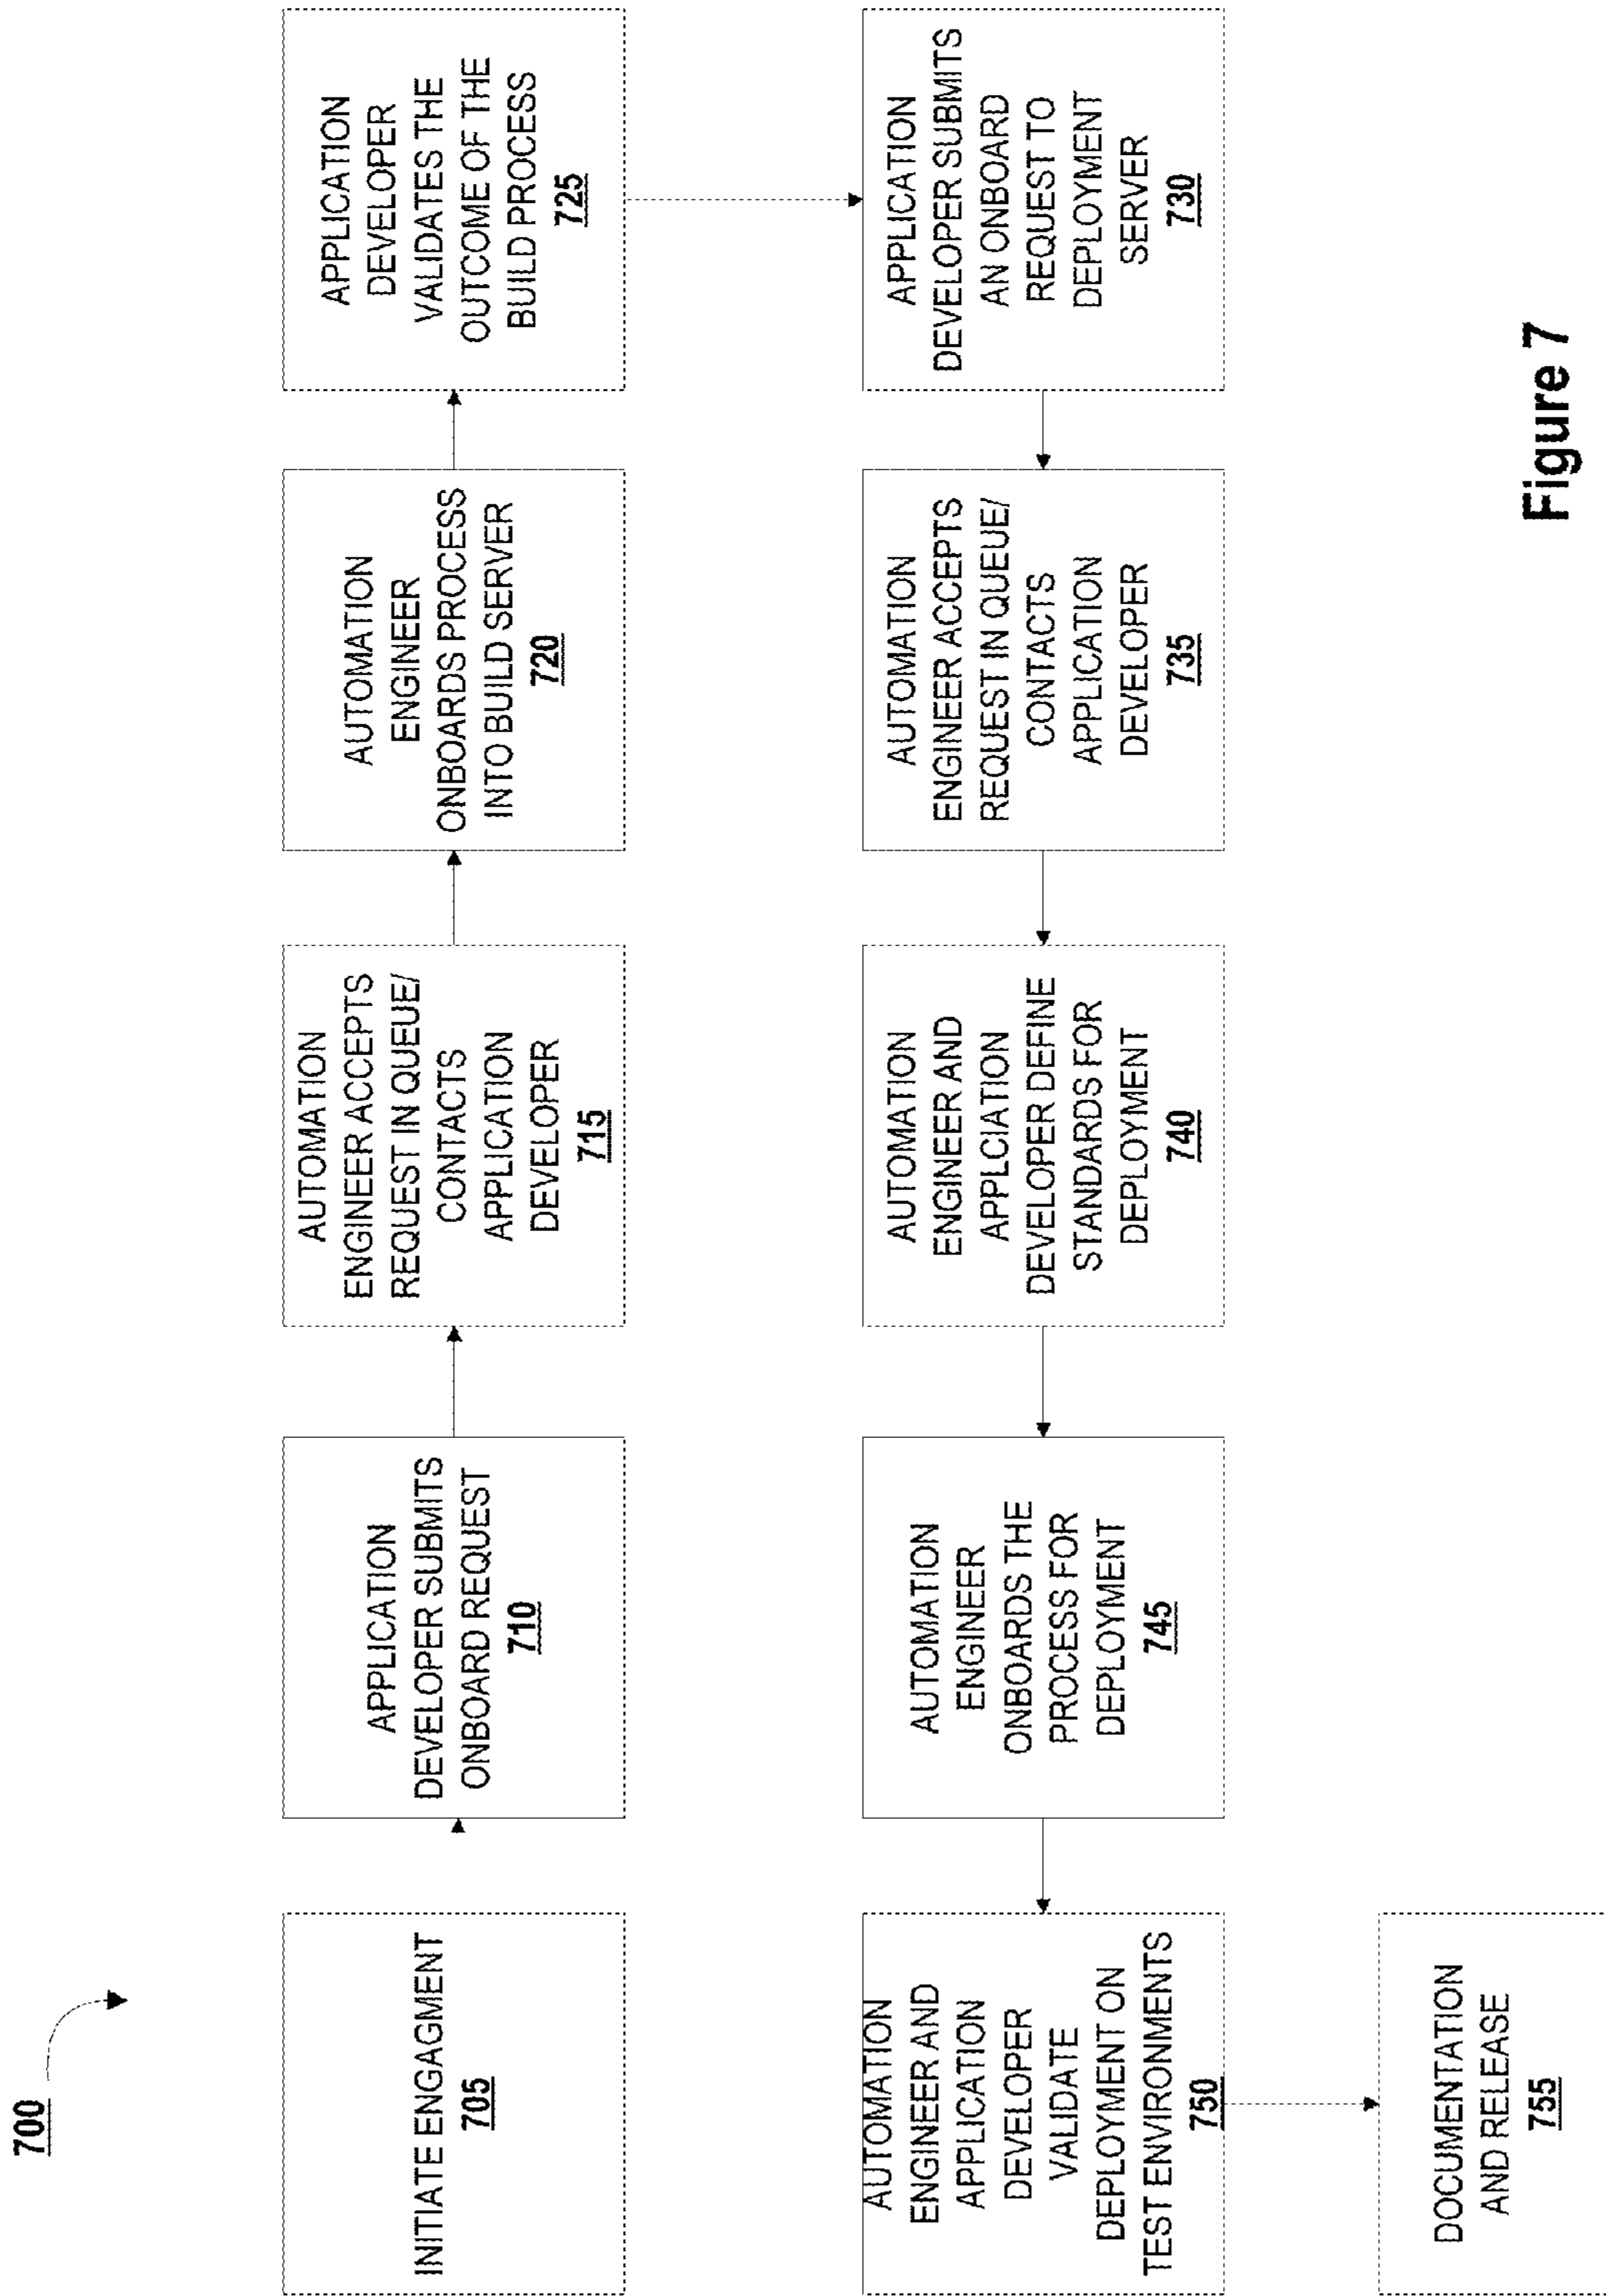 700
INITIATE ENGAGMENT
705
APPLICATION
DEVELOPER SUBMITS
ONBOARD REQUEST
710
AUTOMATION
ENGINEER ACCEPTS
REQUEST IN QUEUE/
CONTACTS
APPLICATION
DEVELOPER
715
AUTOMATION
ENGINEER
ONBOARDS PROCESS
INTO BUILD SERVER
720
APPLICATION
DEVELOPER
VALIDATES THE
OUTCOME OF THE
BUILD PROCESS
725
APPLICATION
DEVELOPER SUBMITS
AN ONBOARD
REQUEST TO
DEPLOYMENT
SERVER
730
AUTOMATION
ENGINEER ACCEPTS
REQUEST IN QUEUE/
CONTACTS
APPLICATION
DEVELOPER
735
AUTOMATION
ENGINEER AND
APPLCIATION
DEVELOPER DEFINE
STANDARDS FOR
DEPLOYMENT
740
AUTOMATION
ENGINEER
ONBOARDS THE
PROCESS FOR
DEPLOYMENT
745
AUTOMATION
ENGINEER AND
APPLICATION
DEVELOPER
VALIDATE
DEPLOYMENT ON
TEST ENVIRONMENTS
750
DOCUMENTATION
AND RELEASE
755
Figure 7